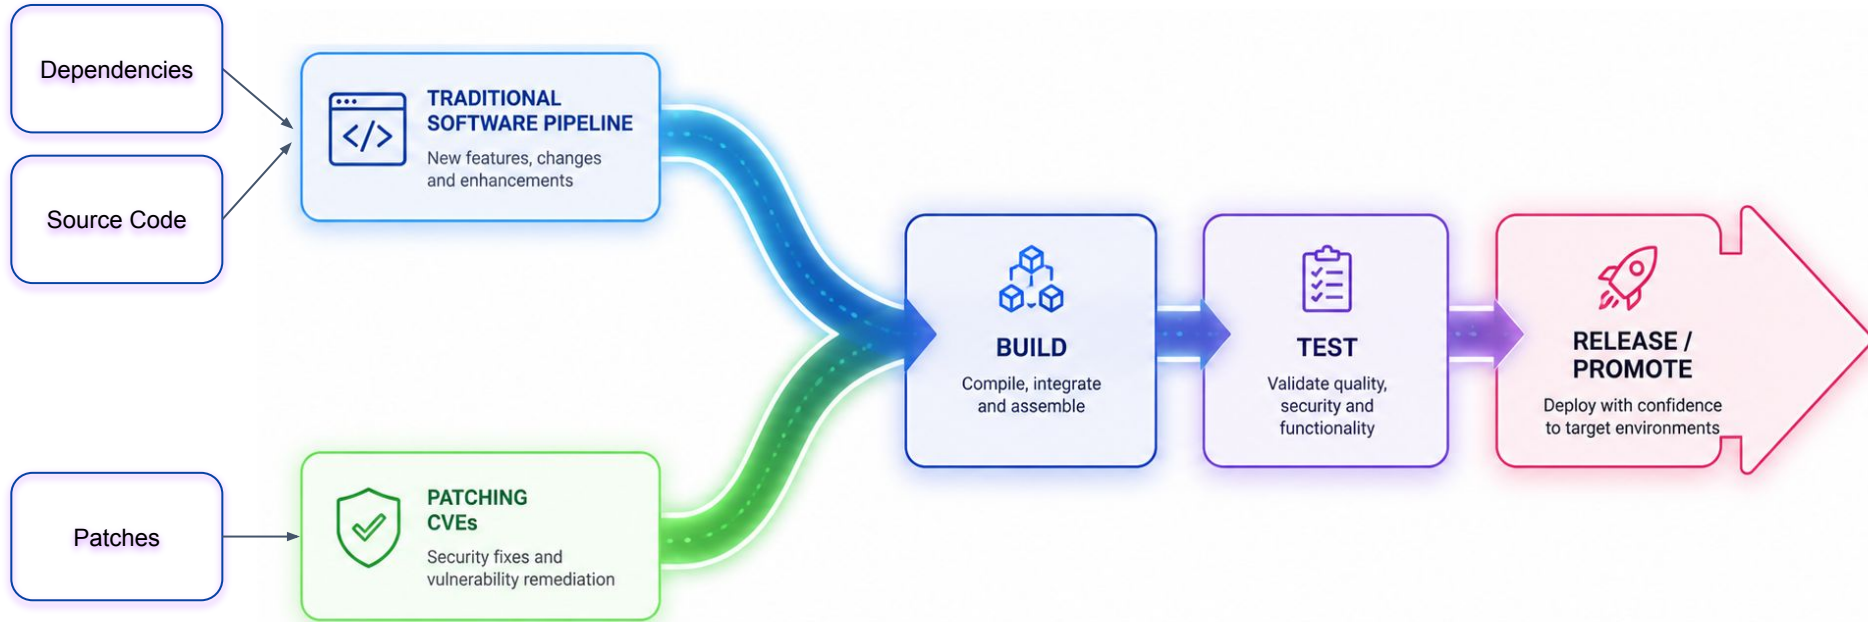 Dependencies
Source Code
Patches
TRADITIONAL
SOFTWARE PIPELINE
New features, changes
and enhancements
PATCHING
CVEs
Security fixes and
vulnerability remediation
BUILD
Compile, integrate
and assemble
TEST
Validate quality,
security and
functionality
RELEASE /
PROMOTE
Deploy with confidence
to target environments